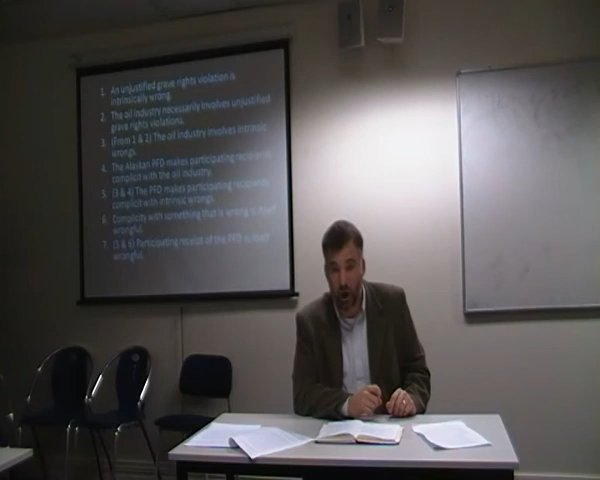 1. An unjustified grave rights violation is
intrinsically wrong.
2. The oil industry necessarily involves unjustified
grave rights violations.
3. (From 1 & 2) The oil industry involves intrinsic
wrongs.
4. The Alaskan PFD makes participating recipients
complicit with the oil industry.
5. (3 & 4) The PFD makes participating recipients
complicit with intrinsic wrongs.
6. Complicity with something that is wrong is itself
wrongful.
7. (5 & 6) Participating receipt of the PFD is itself
wrongful.